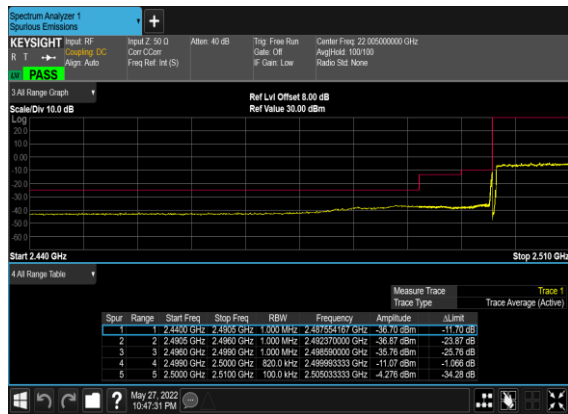 Spectrum Analyzer 1
Spurious Emissions
+
KEYSIGHT Input: RF Input Z: 50 Ω Atten: 40 dB Trig: Free Run Center Freq: 22.005000000 GHz
R T Coupling: DC Corr CCorr Gate: Off Avg|Hold: 100/100
Align: Auto Freq Ref: Int (S) IF Gain: Low Radio Std: None
LW PASS
3 All Range Graph
Ref Lvl Offset 8.00 dB
Scale/Div 10.0 dB Ref Value 30.00 dBm
Log
20.0
10.0
0.00
-10.0
-20.0
-30.0
-40.0
-50.0
-60.0
Start 2.440 GHz Stop 2.510 GHz
4 All Range Table
Measure Trace Trace 1
Trace Type Trace Average (Active)
Spur Range Start Freq Stop Freq RBW Frequency Amplitude ΔLimit
1 1 2.4400 GHz 2.4905 GHz 1.000 MHz 2.487554167 GHz -36.70 dBm -11.70 dB
2 2 2.4905 GHz 2.4960 GHz 1.000 MHz 2.492370000 GHz -36.87 dBm -23.87 dB
3 3 2.4960 GHz 2.4990 GHz 1.000 MHz 2.498590000 GHz -35.76 dBm -25.76 dB
4 4 2.4990 GHz 2.5000 GHz 820.0 kHz 2.499993333 GHz -11.07 dBm -1.066 dB
5 5 2.5000 GHz 2.5100 GHz 100.0 kHz 2.505033333 GHz -4.276 dBm -34.28 dB
? May 27, 2022
10:47:31 PM